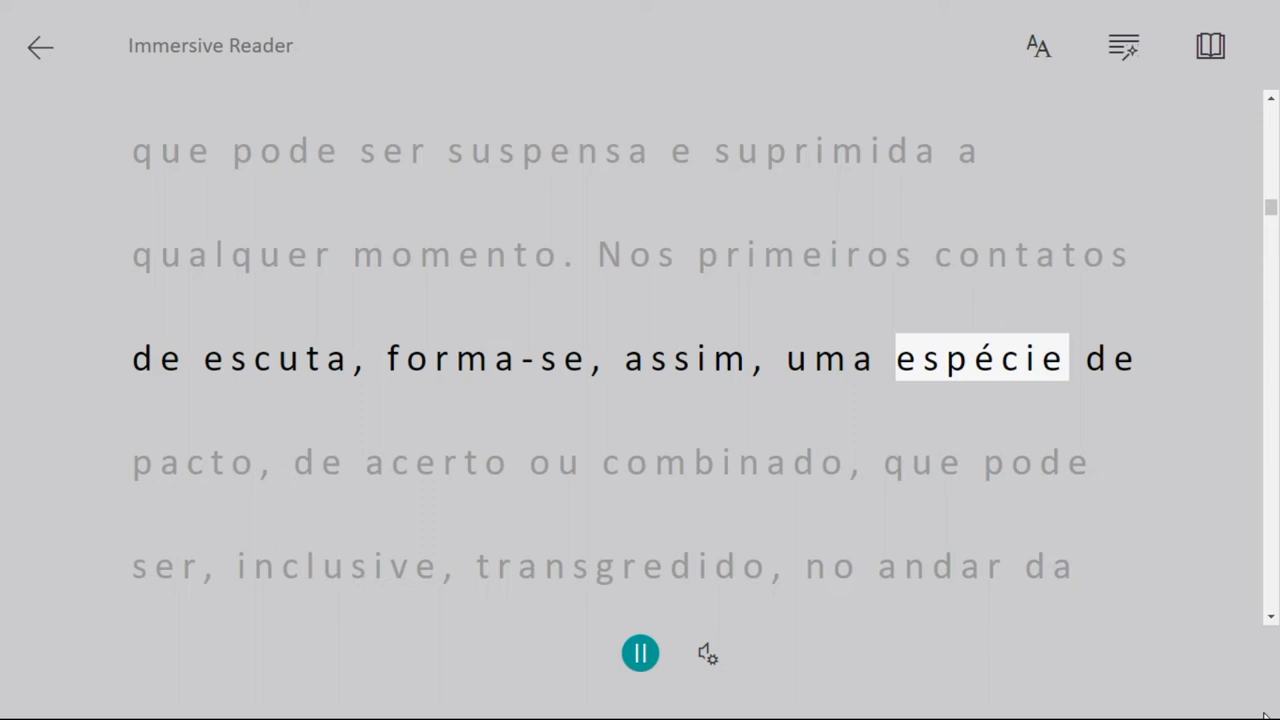 Immersive Reader
que pode ser suspensa e suprimida a
qualquer momento. Nos primeiros contatos
de escuta, forma-se, assim, uma espécie de
pacto, de acerto ou combinado, que pode
ser, inclusive, transgredido, no andar da